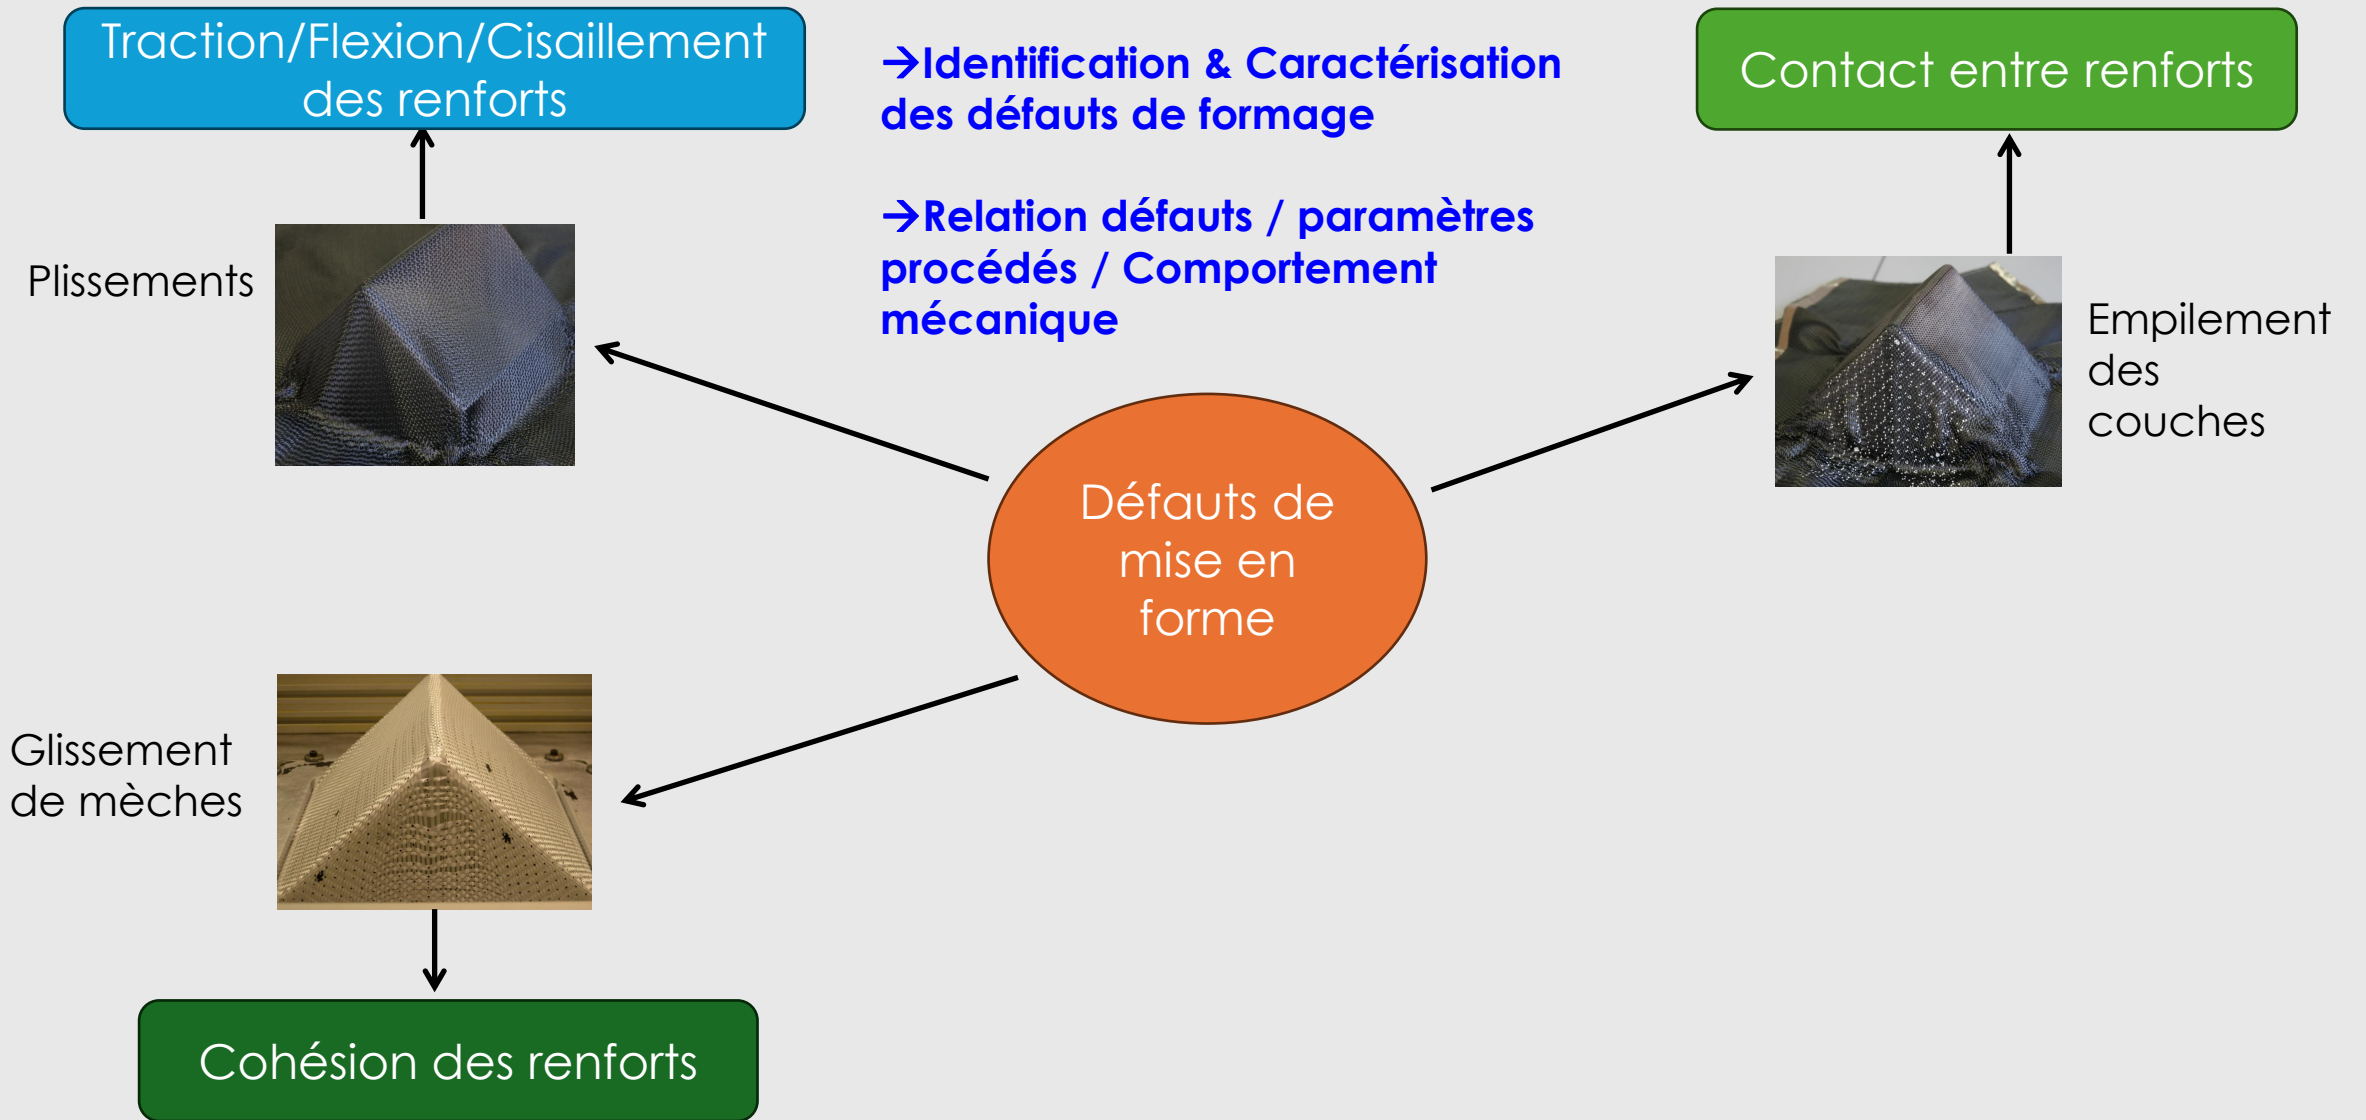 Traction/Flexion/Cisaillement
des renforts
→Identification & Caractérisation
des défauts de formage
→Relation défauts / paramètres
procédés / Comportement
mécanique
Contact entre renforts
Plissements
Empilement
des
couches
Défauts de
mise en
forme
Glissement
de mèches
Cohésion des renforts